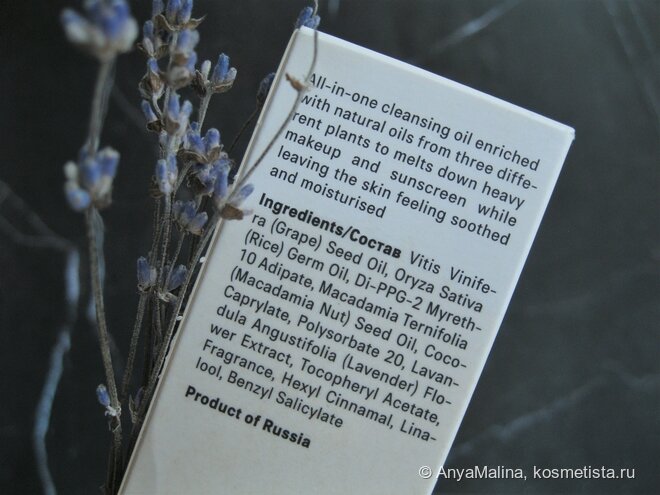 All-in-one cleansing oil enriched
with natural oils from three diffe-
rent plants to melts down heavy
makeup and sunscreen while
leaving the skin feeling soothed
and moisturised
Ingredients/Состав Vitis Vinife-
ra (Grape) Seed Oil, Oryza Sativa
(Rice) Germ Oil, Di-PPG-2 Myreth-
10 Adipate, Macadamia Ternifolia
(Macadamia Nut) Seed Oil, Coco-
Caprylate, Polysorbate 20, Lavan-
dula Angustifolia (Lavender) Flo-
wer Extract, Tocopheryl Acetate,
Fragrance, Hexyl Cinnamal, Lina-
lool, Benzyl Salicylate
Product of Russia
© AnyaMalina, kosmetista.ru